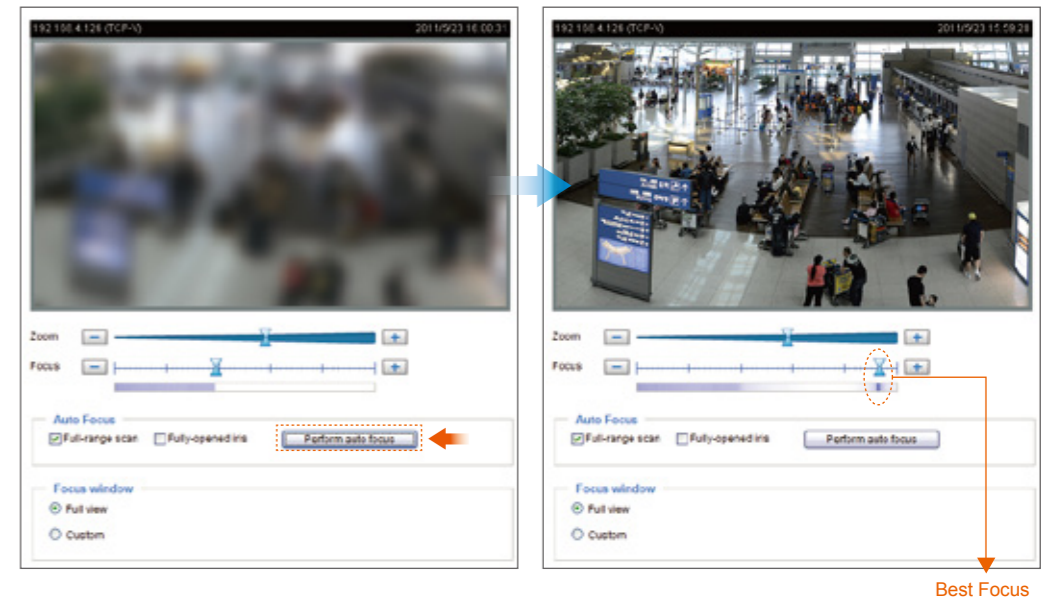 192.168.4.126 (TCP-V) 2011/5/23 16:00:31
Zoom
Focus
Auto Focus
Full-range scan Fully-opened iris Perform auto focus
Focus window
Full view
Custom
192.168.4.126 (TCP-V) 2011/5/23 15:59:28
Zoom
Focus
Auto Focus
Full-range scan Fully-opened iris Perform auto focus
Focus window
Full view
Custom
Best Focus